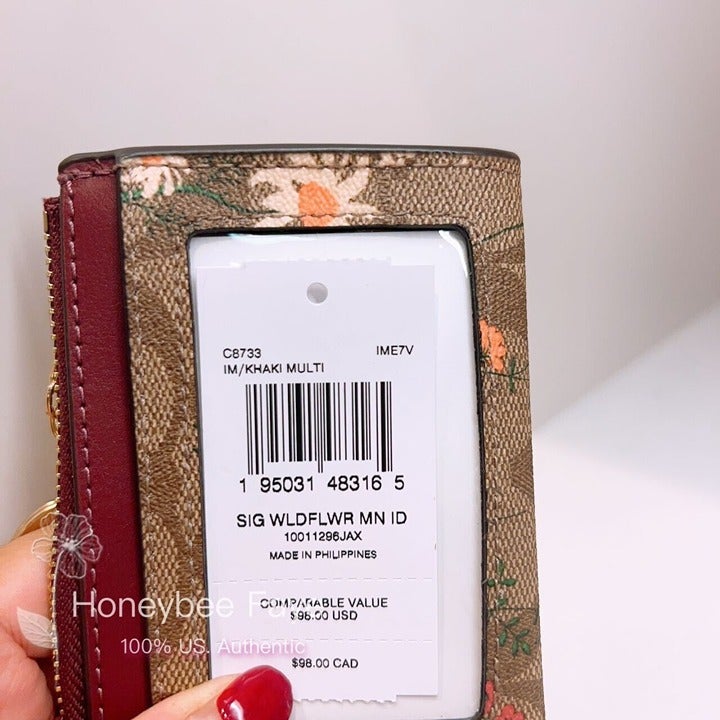 C8733 IME7V
IM/KHAKI MULTI
1 95031 48316 5
SIG WLDFLWR MN ID
10011296JAX
MADE IN PHILIPPINES
COMPARABLE VALUE
$98.00 USD
$98.00 CAD
Honeybee
100% US. Authentic